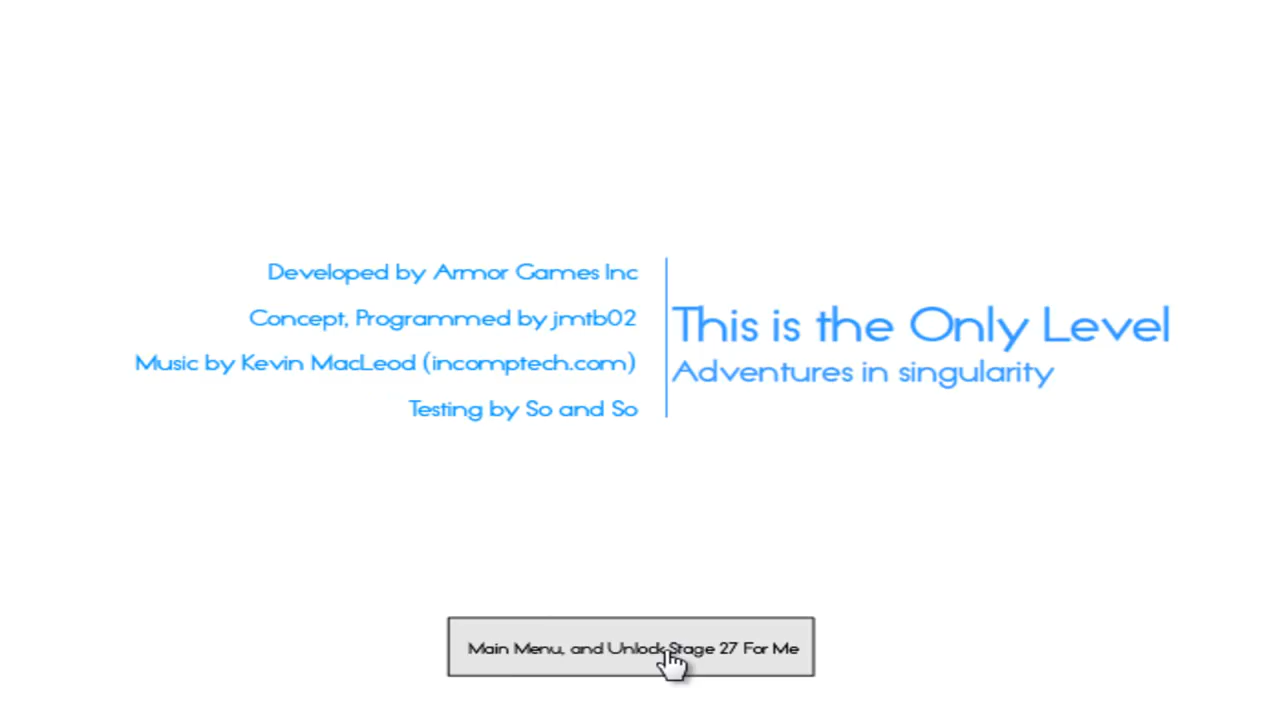 Developed by Armor Games Inc
Concept, Programmed by jmtb02
Music by Kevin MacLeod (incomptech.com)
Testing by So and So
This is the Only Level
Adventures in singularity
Main Menu, and Unlock Stage 27 For Me